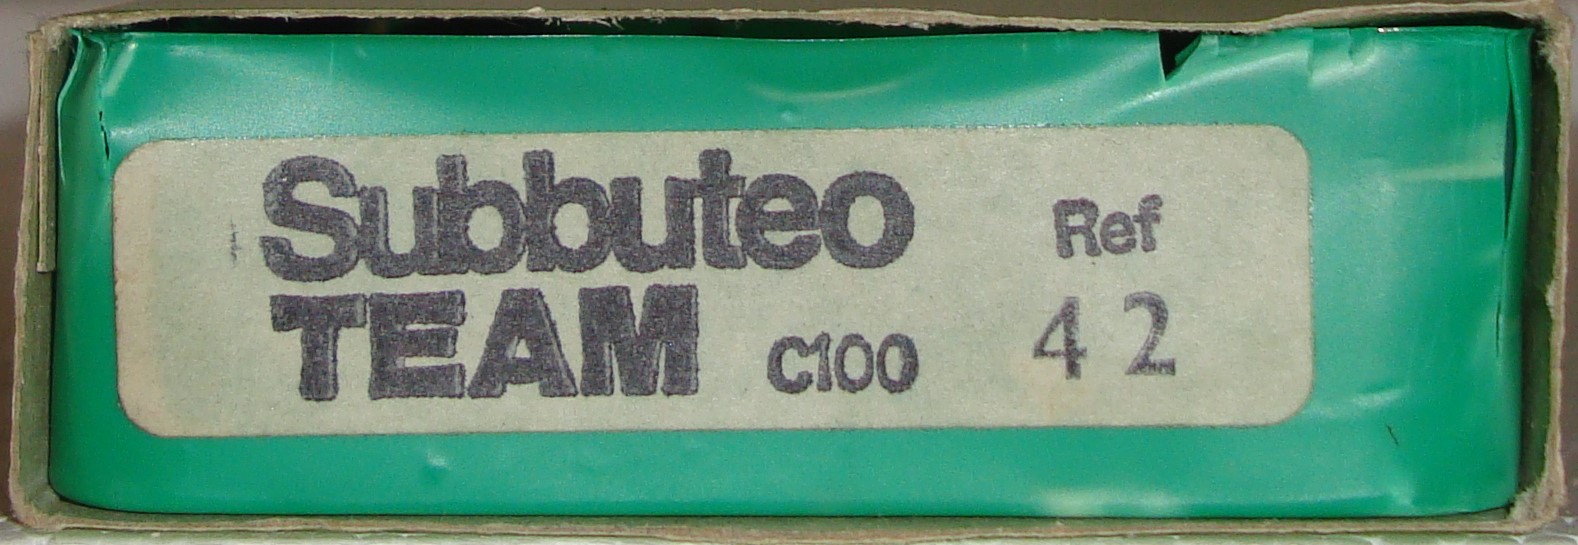 Subbuteo
TEAM C100
Ref
42